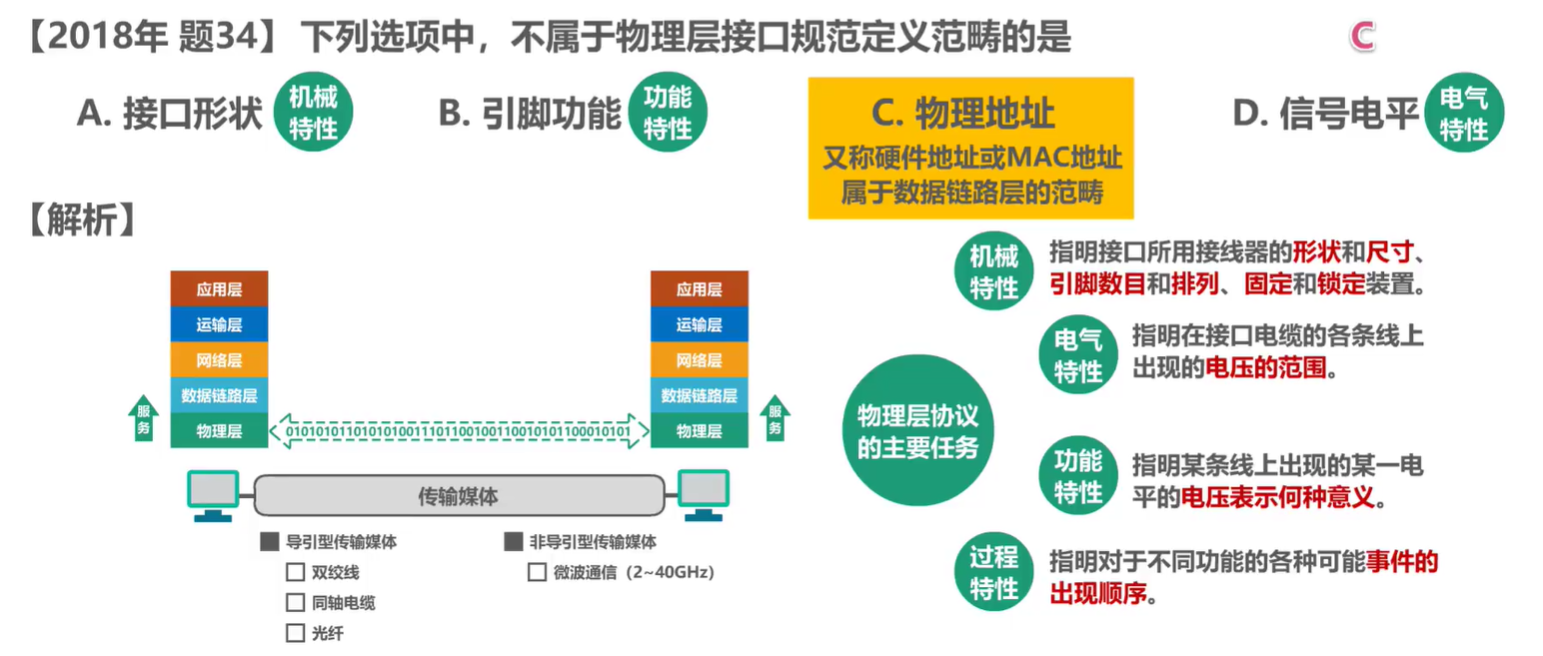 【2018年 题34】下列选项中，不属于物理层接口规范定义范畴的是
C
A. 接口形状
机械
特性
B. 引脚功能
功能
特性
C. 物理地址
又称硬件地址或MAC地址
属于数据链路层的范畴
D. 信号电平
电气
特性
【解析】
应用层
运输层
网络层
数据链路层
物理层
服
务
0101010110101010011101100100110010101100010101
应用层
运输层
网络层
数据链路层
物理层
服
务
传输媒体
导引型传输媒体
双绞线
同轴电缆
光纤
非导引型传输媒体
微波通信（2~40GHz）
物理层协议
的主要任务
机械
特性
指明接口所用接线器的形状和尺寸、
引脚数目和排列、固定和锁定装置。
电气
特性
指明在接口电缆的各条线上
出现的电压的范围。
功能
特性
指明某条线上出现的某一电
平的电压表示何种意义。
过程
特性
指明对于不同功能的各种可能事件的
出现顺序。